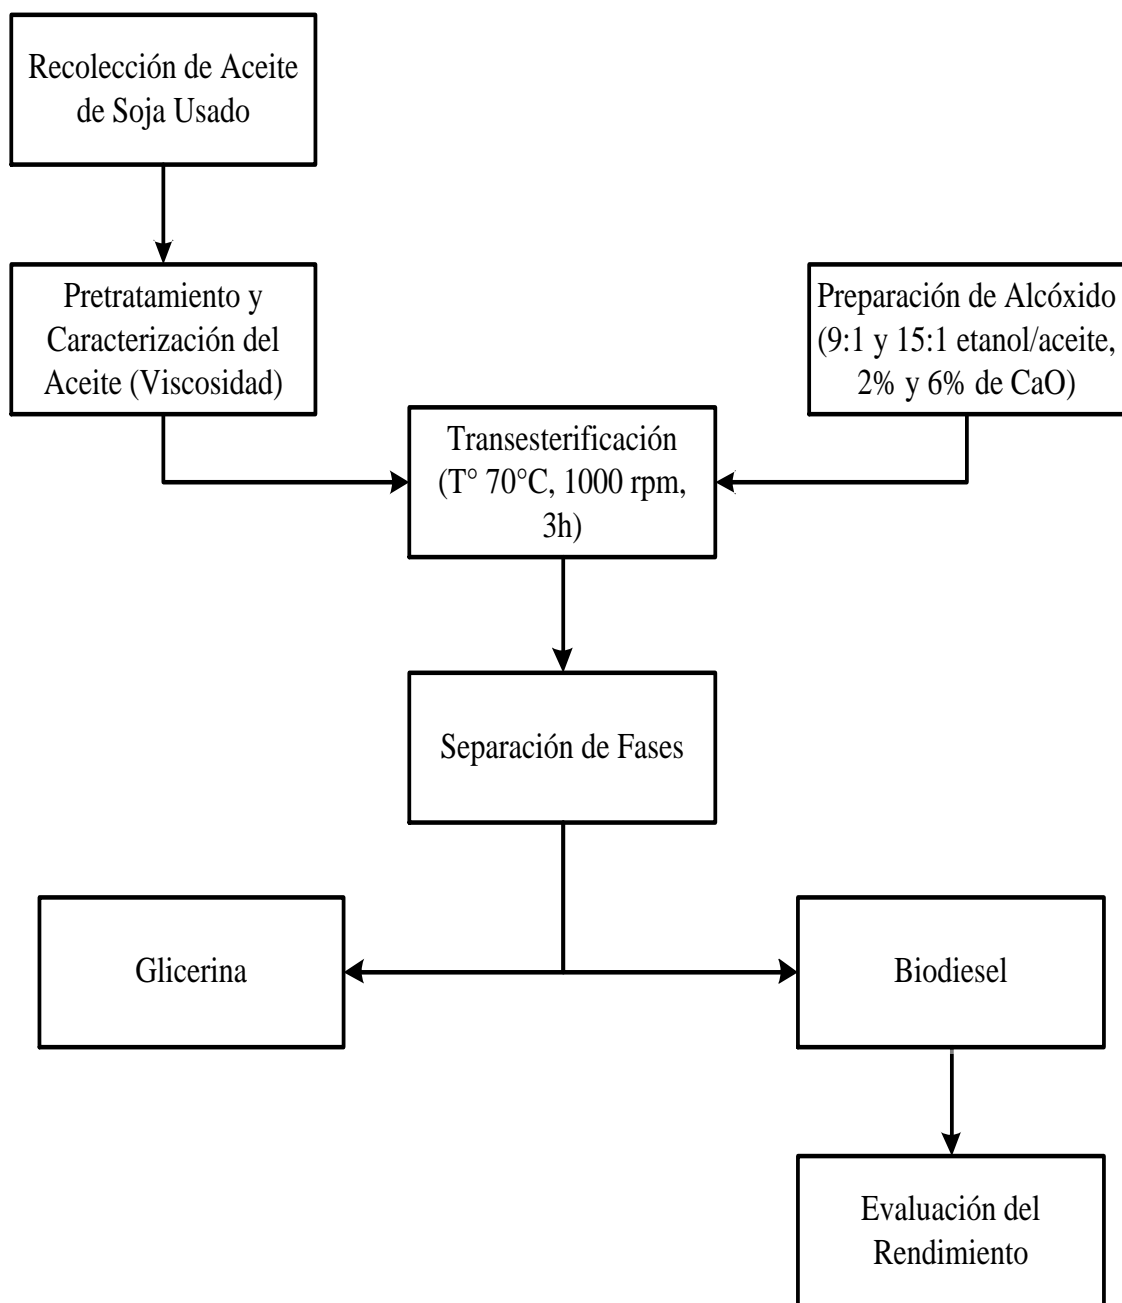 Recolección de Aceite
de Soja Usado
Pretratamiento y
Caracterización del
Aceite (Viscosidad)
Preparación de Alcóxido
(9:1 y 15:1 etanol/aceite,
2% y 6% de CaO)
Transesterificación
(T° 70°C, 1000 rpm,
3h)
Separación de Fases
Glicerina
Biodiesel
Evaluación del
Rendimiento